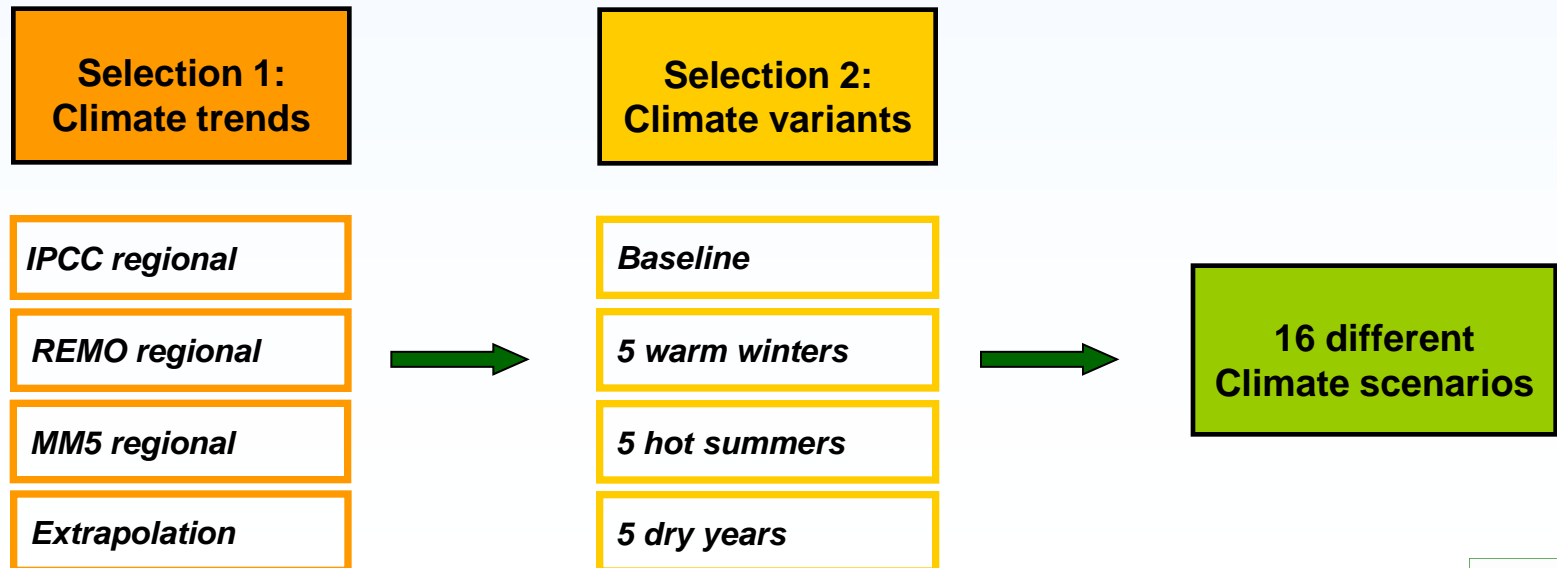 Selection 1:
Climate trends
IPCC regional
REMO regional
MM5 regional
Extrapolation
Selection 2:
Climate variants
Baseline
5 warm winters
5 hot summers
5 dry years
16 different
Climate scenarios